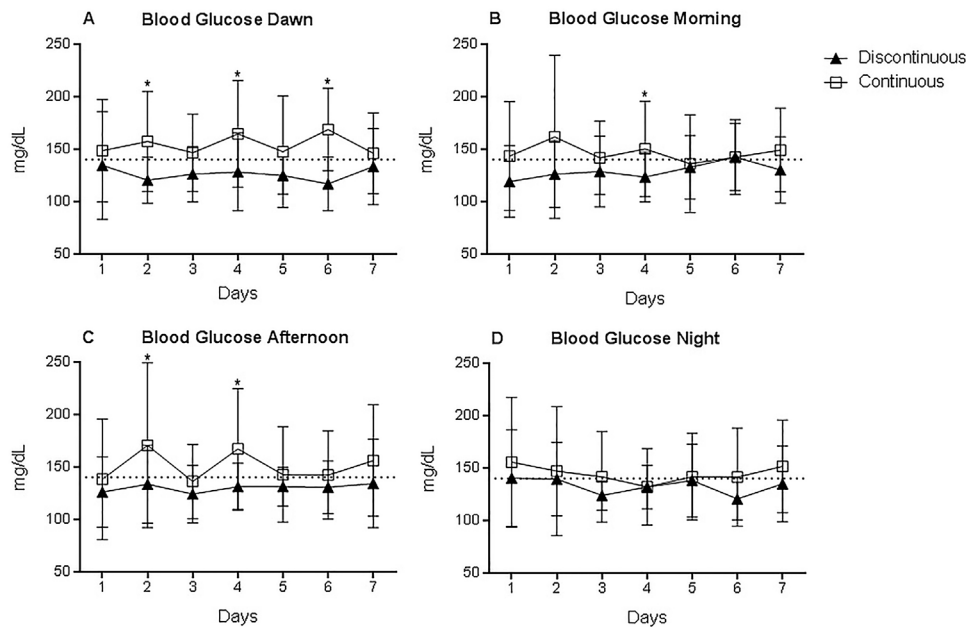 A Blood Glucose Dawn
250
200
150
100
50
mg/dL
* * *
1 2 3 4 5 6 7
Days
B Blood Glucose Morning
250
200
150
100
50
mg/dL
*
1 2 3 4 5 6 7
Days
Discontinuous
Continuous
C Blood Glucose Afternoon
250
200
150
100
50
mg/dL
* *
1 2 3 4 5 6 7
Days
D Blood Glucose Night
250
200
150
100
50
mg/dL
1 2 3 4 5 6 7
Days